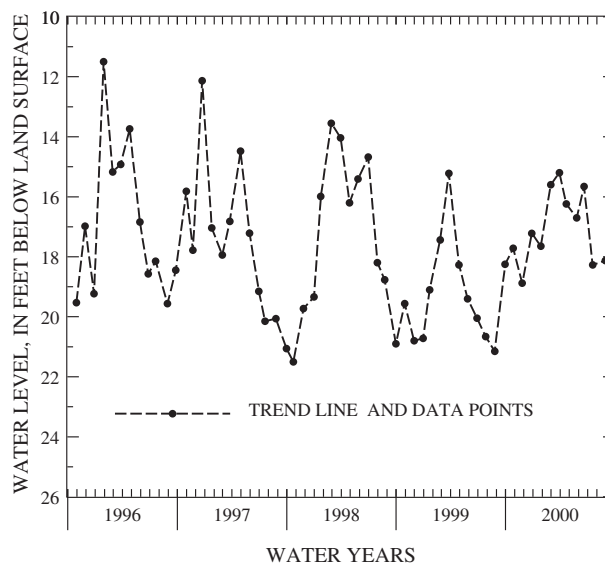 WATER LEVEL, IN FEET BELOW LAND SURFACE
10
12
14
16
18
20
22
24
26
TREND LINE AND DATA POINTS
1996 1997 1998 1999 2000
WATER YEARS